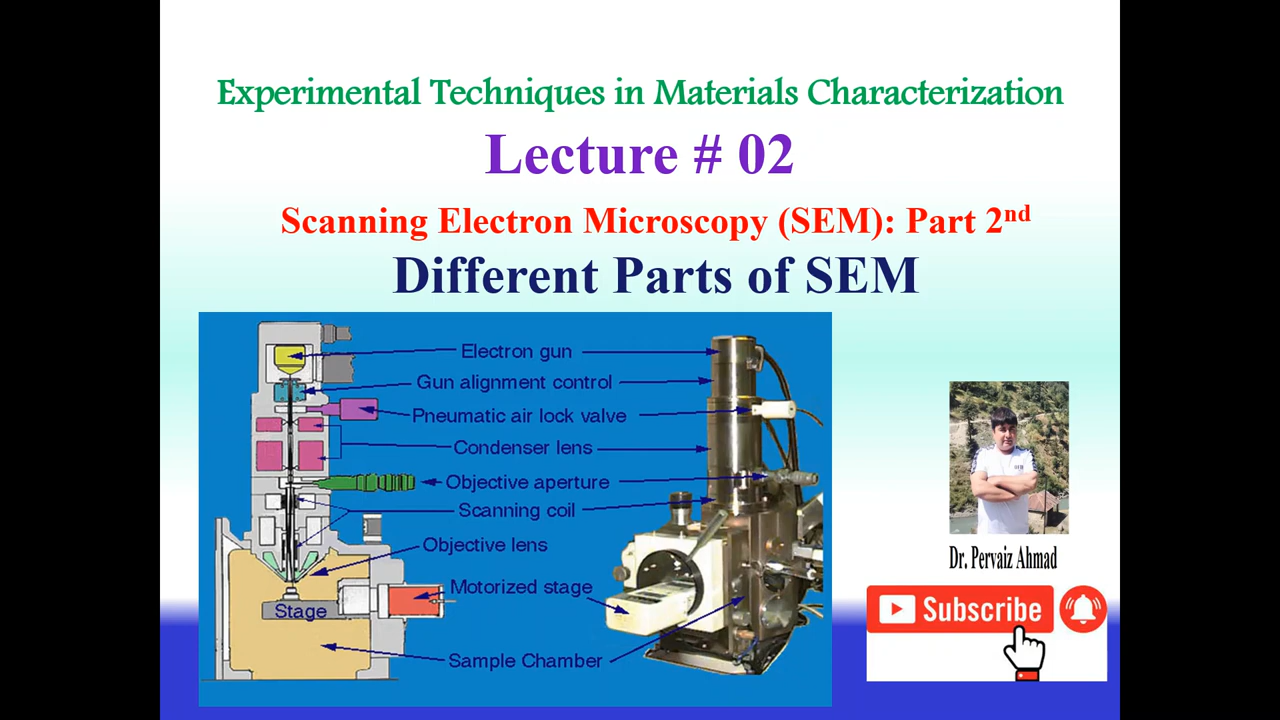 Experimental Techniques in Materials Characterization
Lecture # 02
Scanning Electron Microscopy (SEM): Part 2nd
Different Parts of SEM
Electron gun
Gun alignment control
Pneumatic air lock valve
Condenser lens
Objective aperture
Scanning coil
Objective lens
Motorized stage
Stage
Sample Chamber
Dr. Pervaiz Ahmad
Subscribe